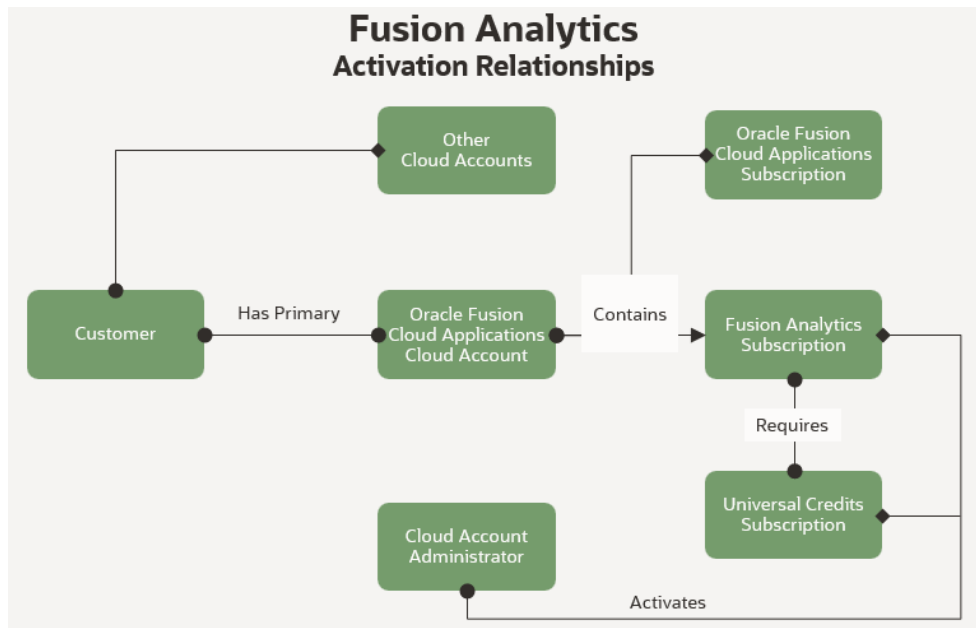 Fusion Analytics
Activation Relationships
Other
Cloud Accounts
Oracle Fusion
Cloud Applications
Subscription
Customer
Has Primary
Oracle Fusion
Cloud Applications
Cloud Account
Contains
Fusion Analytics
Subscription
Requires
Universal Credits
Subscription
Cloud Account
Administrator
Activates